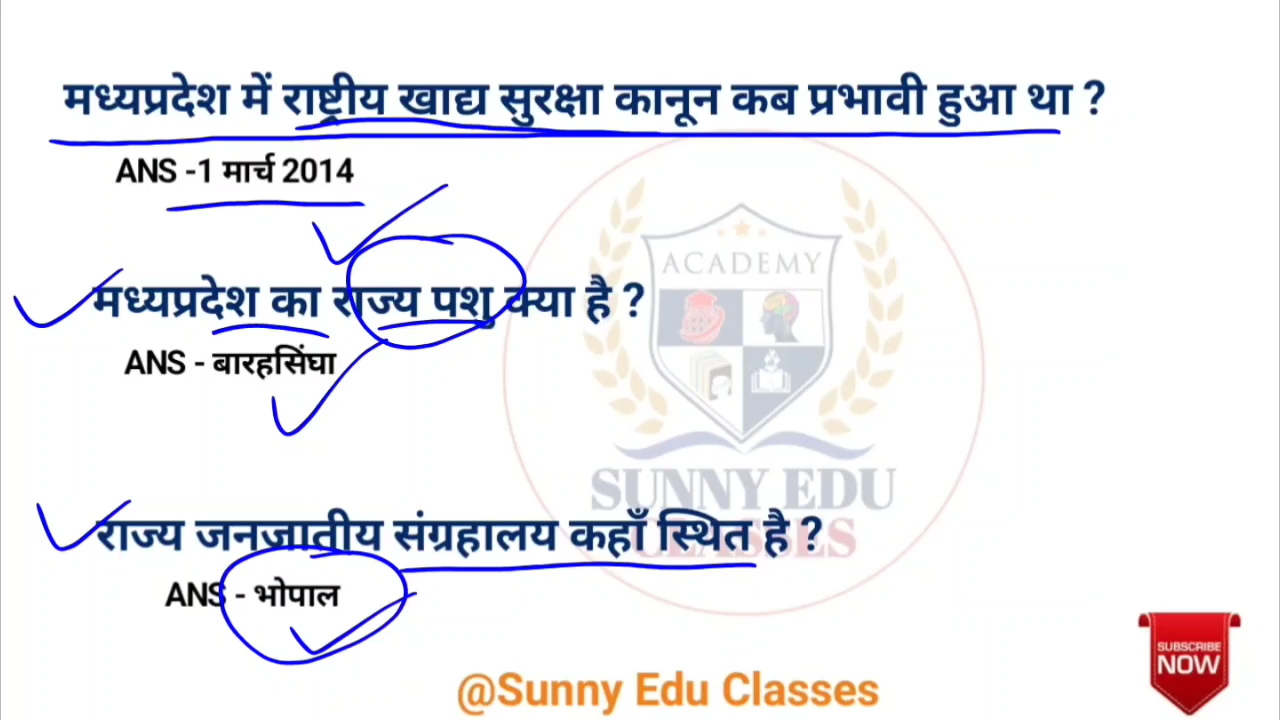 मध्यप्रदेश में राष्ट्रीय खाद्य सुरक्षा कानून कब प्रभावी हुआ था ?
ANS -1 मार्च 2014
मध्यप्रदेश का राज्य पशु क्या है ?
ANS - बारहसिंघा
राज्य जनजातीय संग्रहालय कहाँ स्थित है ?
ANS - भोपाल
ACADEMY
SUNNY EDU
CLASSES
SUBSCRIBE
NOW
@Sunny Edu Classes